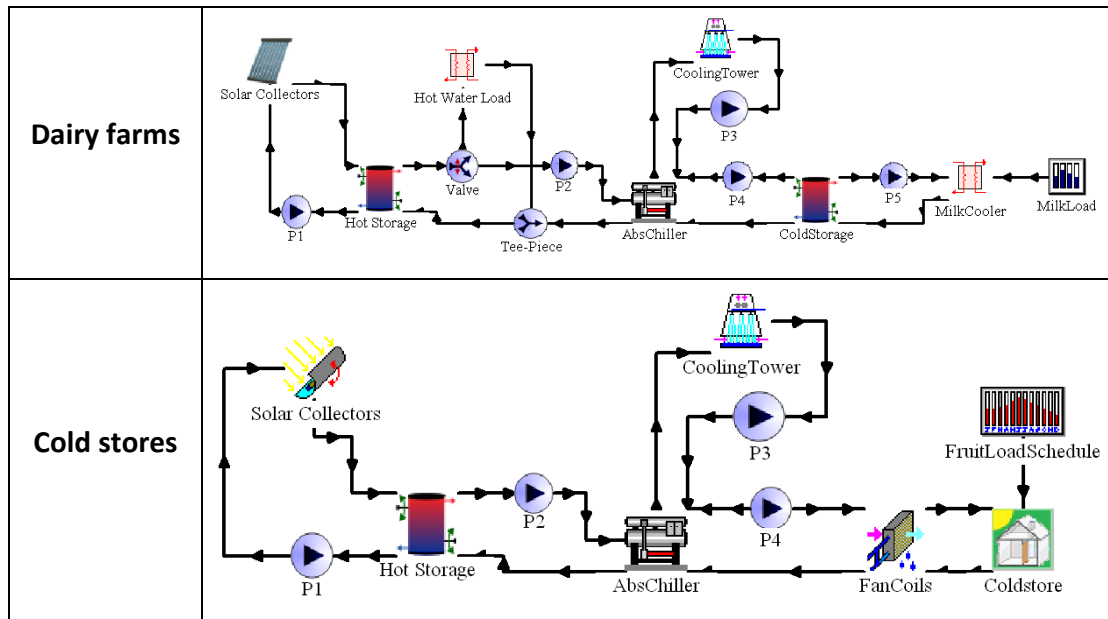 Dairy farms
Solar Collectors
Hot Water Load
CoolingTower
P3
P1
Hot Storage
Valve
P2
Tee-Piece
AbsChiller
P4
ColdStorage
P5
MilkCooler
MilkLoad
Cold stores
Solar Collectors
CoolingTower
P3
FruitLoadSchedule
P1
Hot Storage
P2
AbsChiller
P4
FanCoils
Coldstore